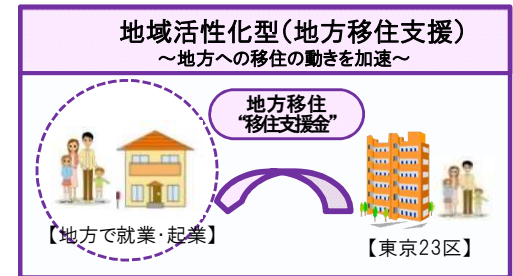 地域活性化型(地方移住支援)
～地方への移住の動きを加速～
地方移住
“移住支援金”
【地方で就業・起業】
【東京23区】